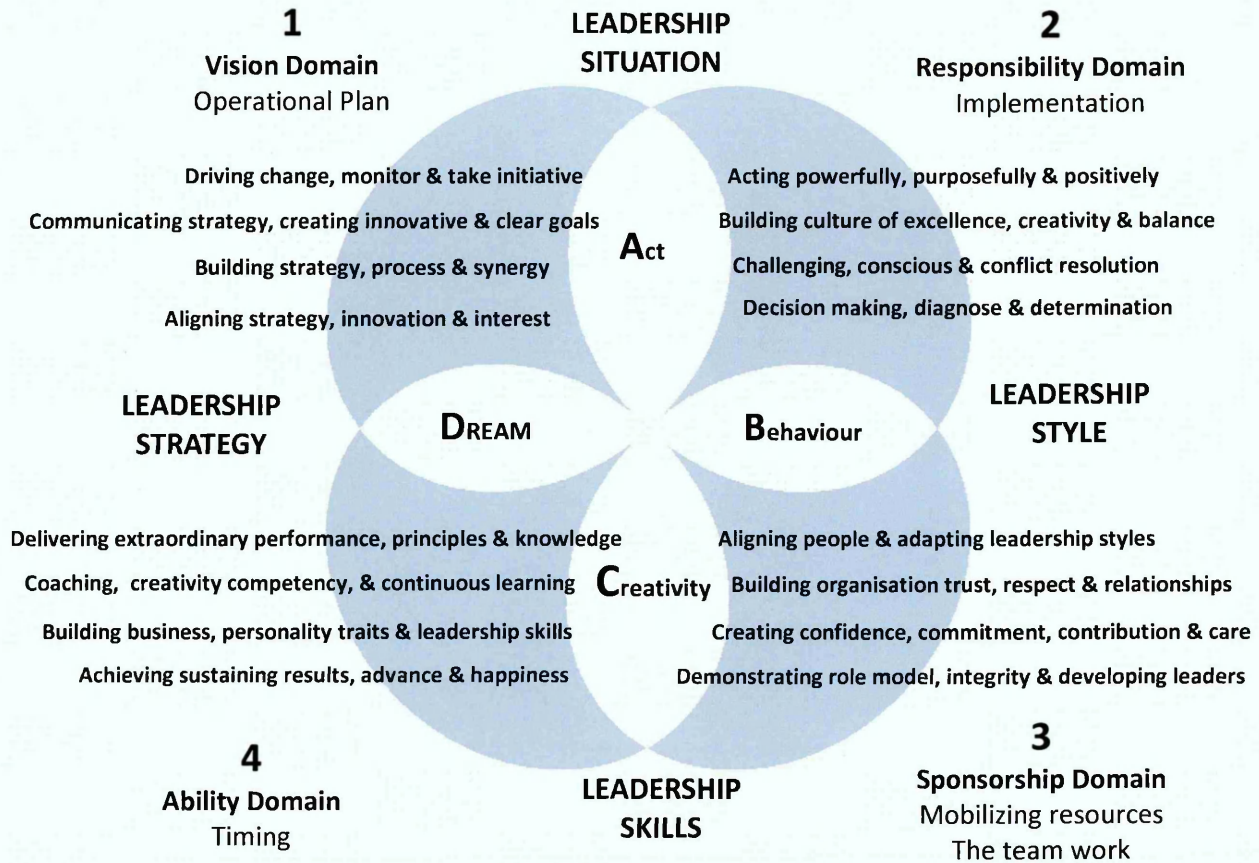 1
Vision Domain
Operational Plan
LEADERSHIP
SITUATION
2
Responsibility Domain
Implementation
Driving change, monitor & take initiative
Communicating strategy, creating innovative & clear goals
Building strategy, process & synergy
Aligning strategy, innovation & interest
Act
Acting powerfully, purposefully & positively
Building culture of excellence, creativity & balance
Challenging, conscious & conflict resolution
Decision making, diagnose & determination
LEADERSHIP
STRATEGY
DREAM
Behaviour
LEADERSHIP
STYLE
Delivering extraordinary performance, principles & knowledge
Coaching, creativity competency, & continuous learning
Building business, personality traits & leadership skills
Achieving sustaining results, advance & happiness
Creativity
Aligning people & adapting leadership styles
Building organisation trust, respect & relationships
Creating confidence, commitment, contribution & care
Demonstrating role model, integrity & developing leaders
4
Ability Domain
Timing
LEADERSHIP
SKILLS
3
Sponsorship Domain
Mobilizing resources
The team work